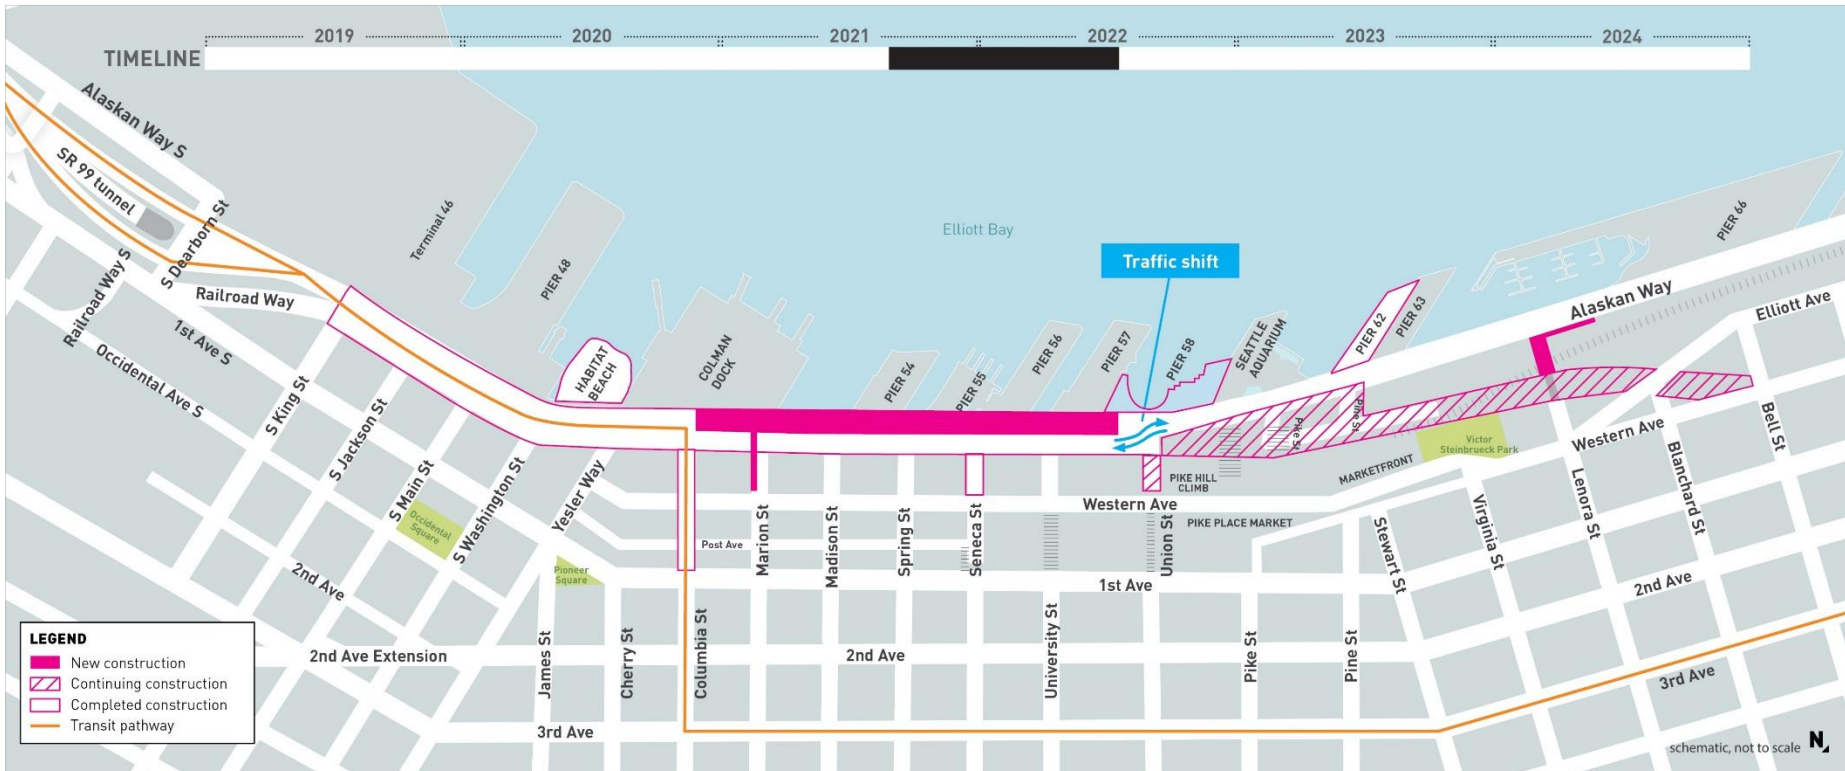 TIMELINE
2019
2020
2021
2022
2023
2024
Alaskan Way S
SR 99 tunnel
S Dearborn St
Railroad Way S
Railroad Way
1st Ave S
Occidental Ave S
S King St
S Jackson St
S Main St
S Washington St
Yesler Way
Occidental
Square
2nd Ave
Pioneer
Square
Terminal 46
PIER 48
HABITAT
BEACH
COLMAN
DOCK
PIER 54
PIER 55
PIER 56
PIER 57
PIER 58
Elliott Bay
Traffic shift
SEATTLE
AQUARIUM
PIER 62
PIER 63
PIER 66
Alaskan Way
Elliott Ave
Pike St
Pine St
Victor
Steinbrueck Park
Western Ave
Bell St
Blanchard St
Lenora St
Virginia St
Stewart St
MARKETFRONT
PIKE HILL
CLIMB
Western Ave
PIKE PLACE MARKET
Post Ave
Marion St
Madison St
Spring St
Seneca St
Union St
1st Ave
2nd Ave
James St
Cherry St
Columbia St
University St
Pike St
Pine St
2nd Ave Extension
2nd Ave
3rd Ave
3rd Ave
LEGEND
New construction
Continuing construction
Completed construction
Transit pathway
schematic, not to scale
N